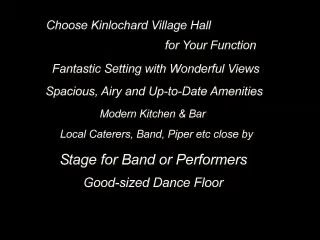 Choose Kinlochard Village Hall
for Your Function
Fantastic Setting with Wonderful Views
Spacious, Airy and Up-to-Date Amenities
Modern Kitchen & Bar
Local Caterers, Band, Piper etc close by
Stage for Band or Performers
Good-sized Dance Floor